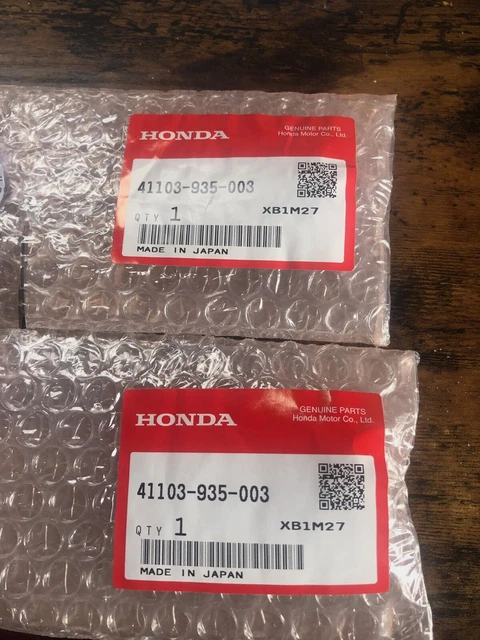 HONDA
GENUINE PARTS
Honda Motor Co., Ltd.
41103-935-003
QTY 1
XB1M27
MADE IN JAPAN
HONDA
GENUINE PARTS
Honda Motor Co., Ltd.
41103-935-003
QTY 1
XB1M27
MADE IN JAPAN